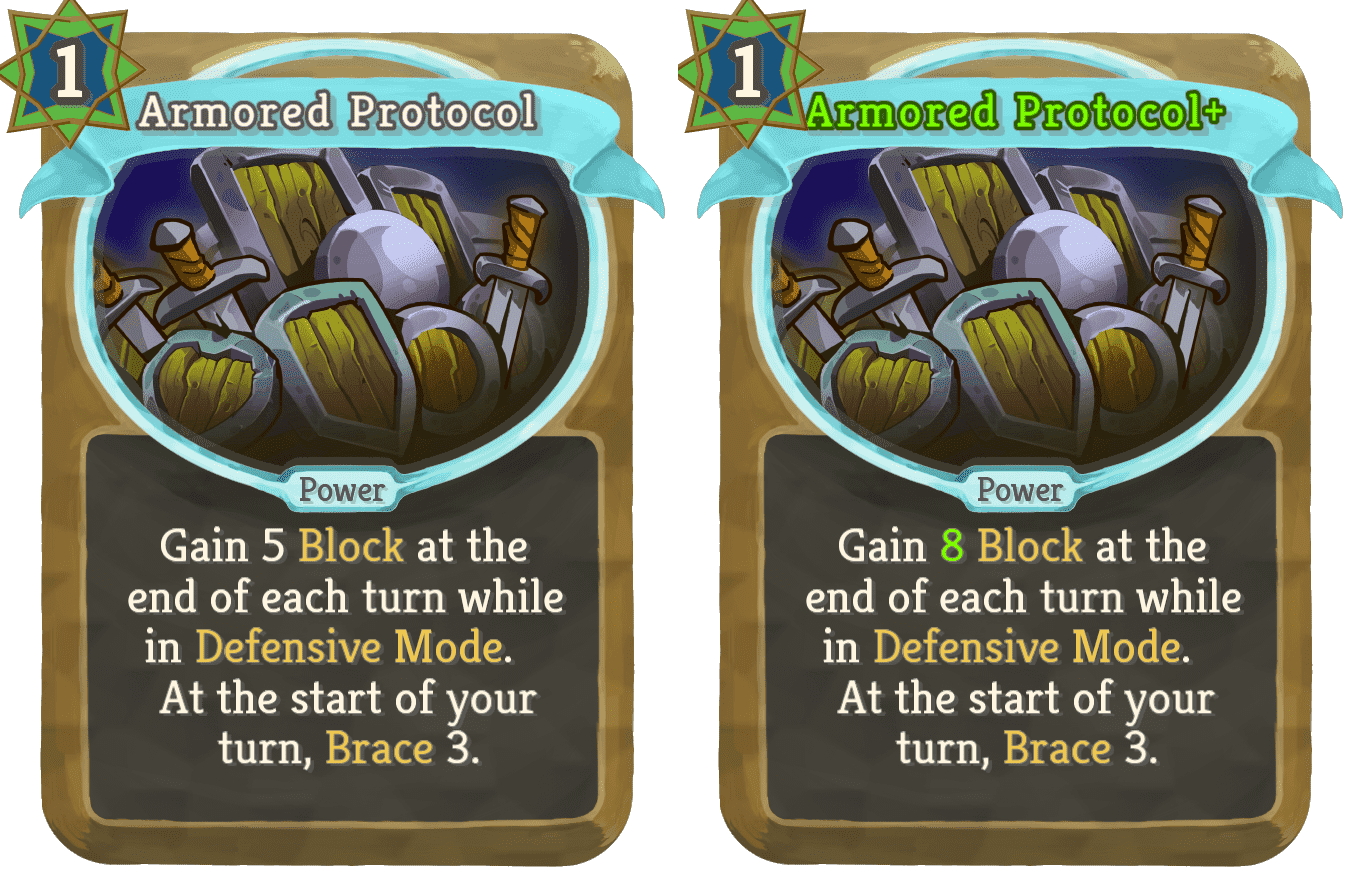 1
Armored Protocol
Power
Gain 5 Block at the
end of each turn while
in Defensive Mode.
At the start of your
turn, Brace 3.
1
Armored Protocol+
Power
Gain 8 Block at the
end of each turn while
in Defensive Mode.
At the start of your
turn, Brace 3.